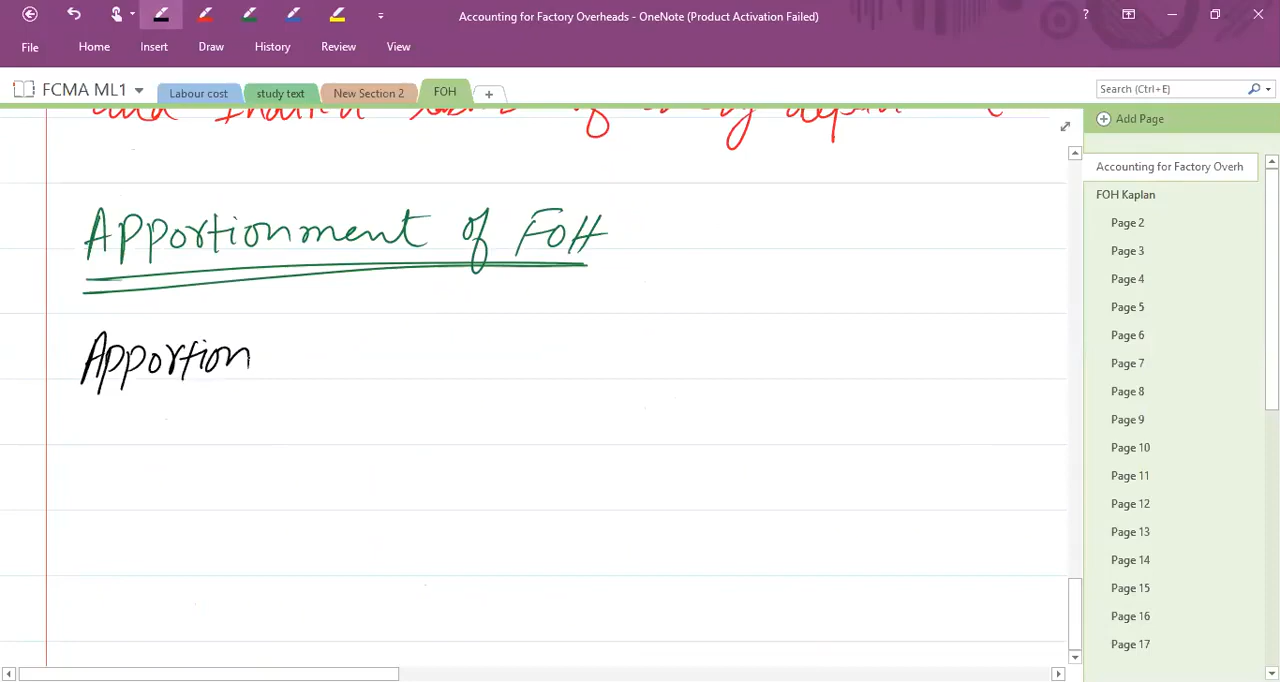 Accounting for Factory Overheads - OneNote (Product Activation Failed)
?
File Home Insert Draw History Review View
FCMA ML1 Labour cost study text New Section 2 FOH +
Search (Ctrl+E)
and of
Add Page
Accounting for Factory Overh
FOH Kaplan
Page 2
Page 3
Page 4
Page 5
Page 6
Page 7
Page 8
Page 9
Page 10
Page 11
Page 12
Page 13
Page 14
Page 15
Page 16
Page 17
Apportionment of FOH
Apportion